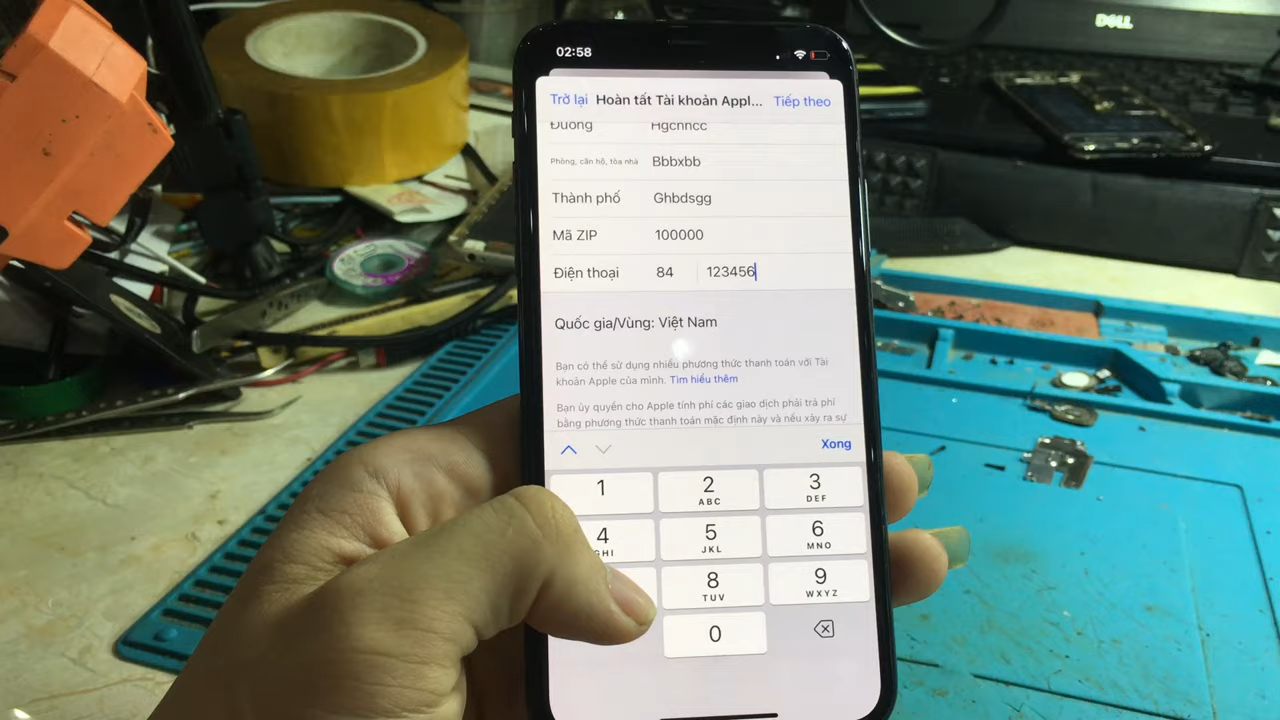 DELL
02:58
Trở lại Hoàn tất Tài khoản Appl... Tiếp theo
Đường Hgcnncc
Phòng, căn hộ, tòa nhà Bbbxbb
Thành phố Ghbdsgg
Mã ZIP 100000
Điện thoại 84 123456
Quốc gia/Vùng: Việt Nam
Bạn có thể sử dụng nhiều phương thức thanh toán với Tài
khoản Apple của mình. Tìm hiểu thêm
Bạn ủy quyền cho Apple tính phí các giao dịch phải trả phí
bằng phương thức thanh toán mặc định này và nếu xảy ra sự
Xong
1 2 3
ABC DEF
4 5 6
GHI JKL MNO
8 9
TUV WXYZ
0